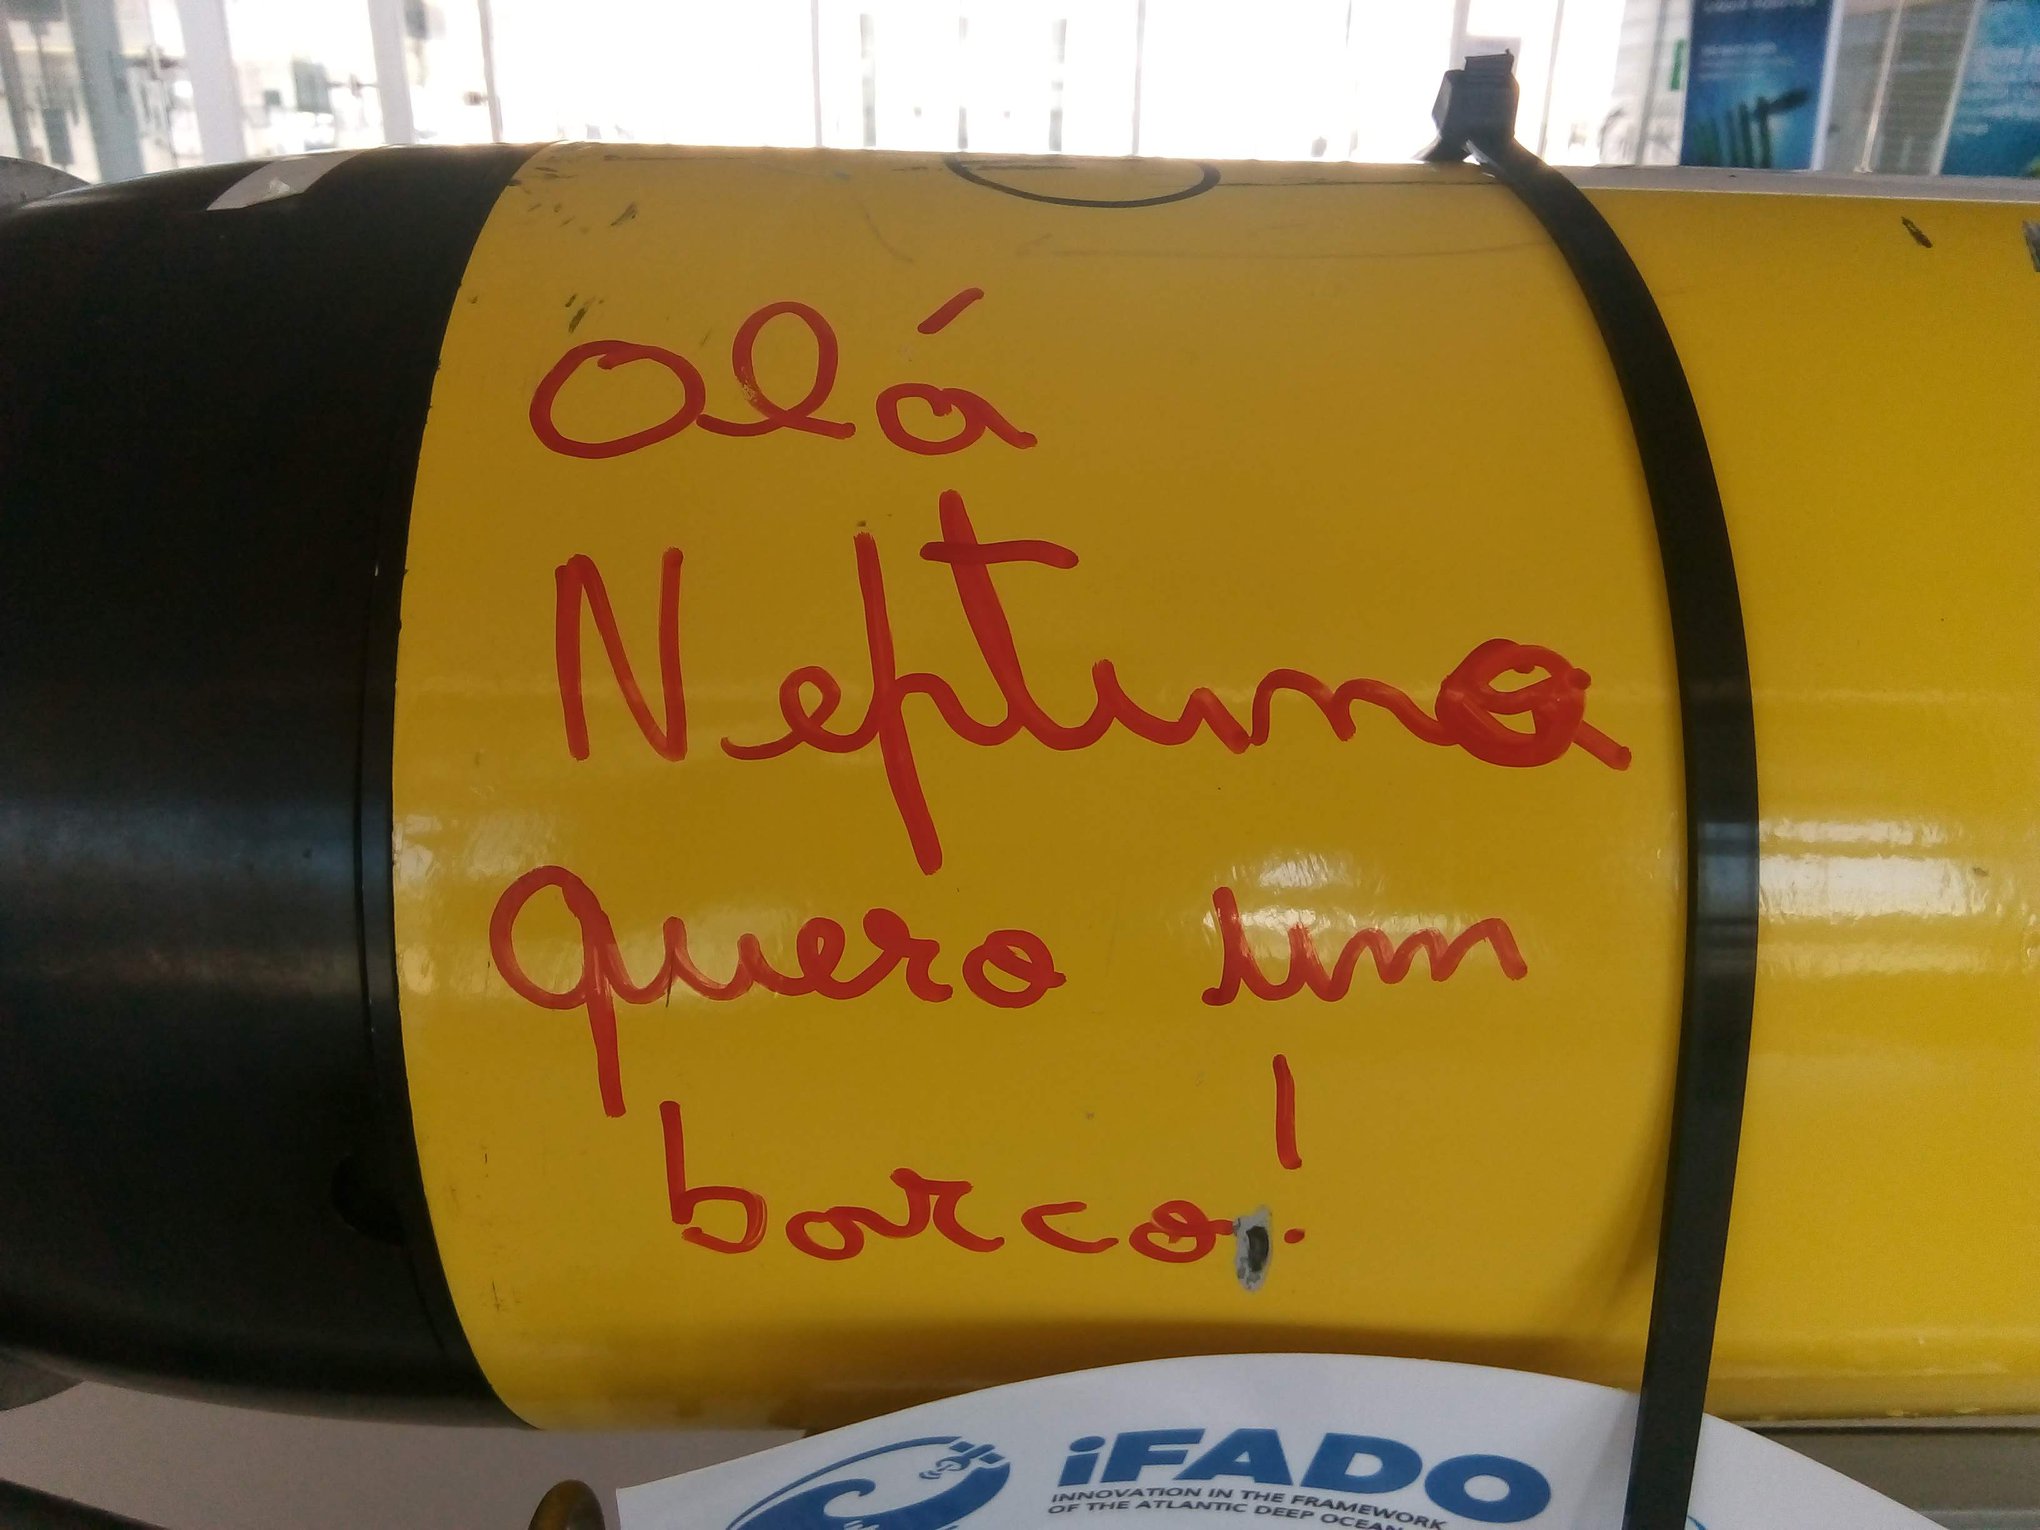 Olá
Neptuno
quero um
barco!
iFADO
INNOVATION IN THE FRAMEWORK
OF THE ATLANTIC DEEP OCEAN